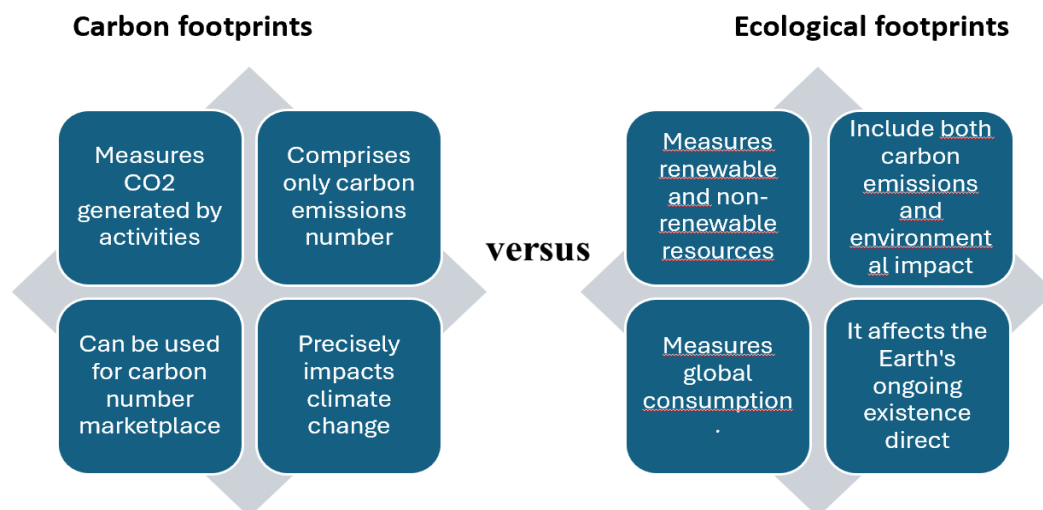 Carbon footprints
Ecological footprints
Measures
CO2
generated by
activities
Comprises
only carbon
emissions
number
Can be used
for carbon
number
marketplace
Precisely
impacts
climate
change
versus
Measures
renewable
and non-
renewable
resources
Include both
carbon
emissions
and
environment
al impact
Measures
global
consumption
.
It affects the
Earth's
ongoing
existence
direct